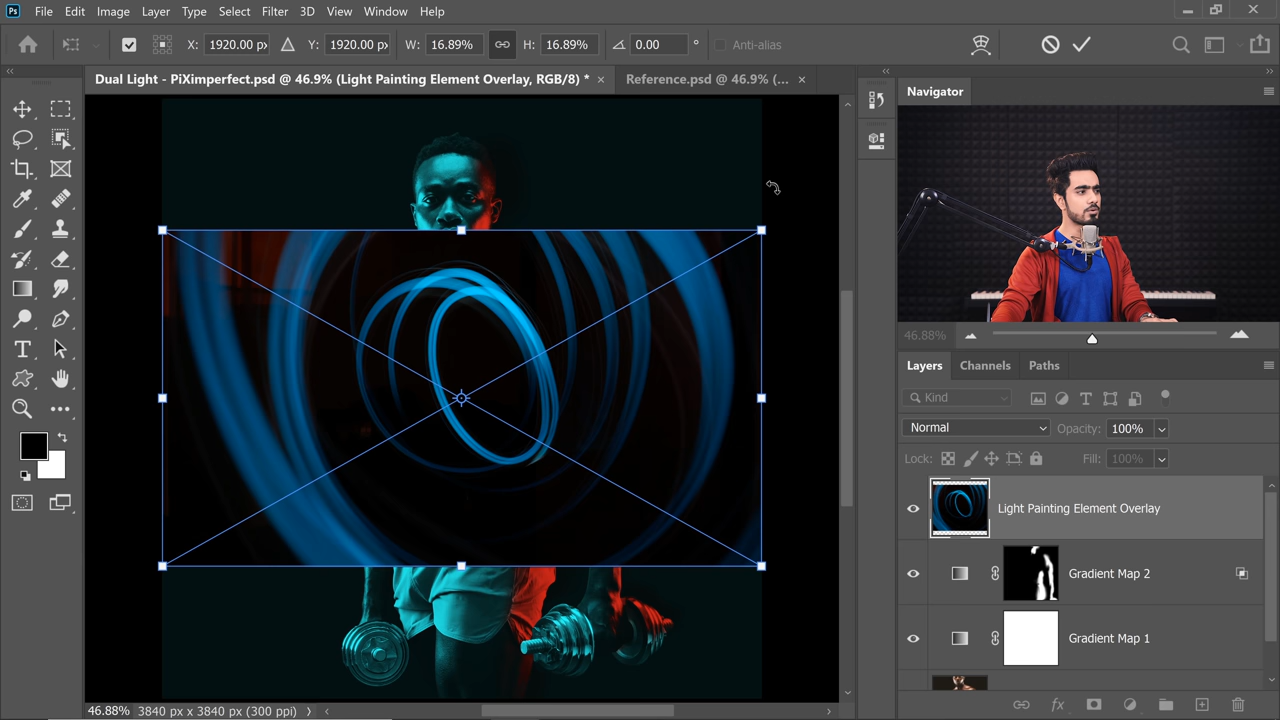 Ps File Edit Image Layer Type Select Filter 3D View Window Help
X: 1920.00 px Y: 1920.00 px W: 16.89% H: 16.89% 0.00 ° Anti-alias
Dual Light - PiXimperfect.psd @ 46.9% (Light Painting Element Overlay, RGB/8) * × Reference.psd @ 46.9% (... ×
Navigator
46.88%
Layers Channels Paths
Kind
Normal Opacity: 100%
Lock: Fill: 100%
Light Painting Element Overlay
Gradient Map 2
Gradient Map 1
fx
46.88% 3840 px x 3840 px (300 ppi)